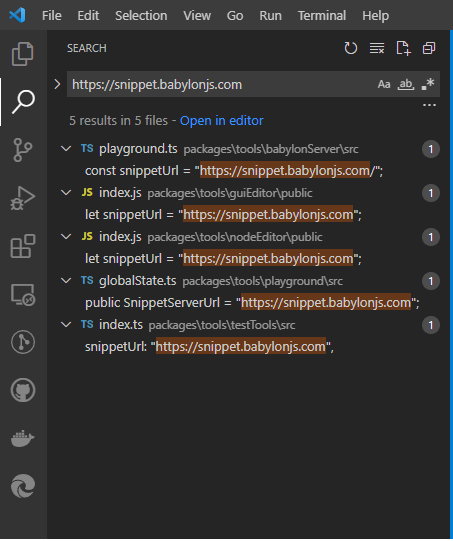 File Edit Selection View Go Run Terminal Help
SEARCH
https://snippet.babylonjs.com
Aa ab, .*
5 results in 5 files - Open in editor
TS playground.ts packages\tools\babylonServer\src 1
const snippetUrl = "https://snippet.babylonjs.com/";
JS index.js packages\tools\guiEditor\public 1
let snippetUrl = "https://snippet.babylonjs.com";
JS index.js packages\tools\nodeEditor\public 1
let snippetUrl = "https://snippet.babylonjs.com";
TS globalState.ts packages\tools\playground\src 1
public SnippetServerUrl = "https://snippet.babylonjs.com";
TS index.ts packages\tools\testTools\src 1
snippetUrl: "https://snippet.babylonjs.com",